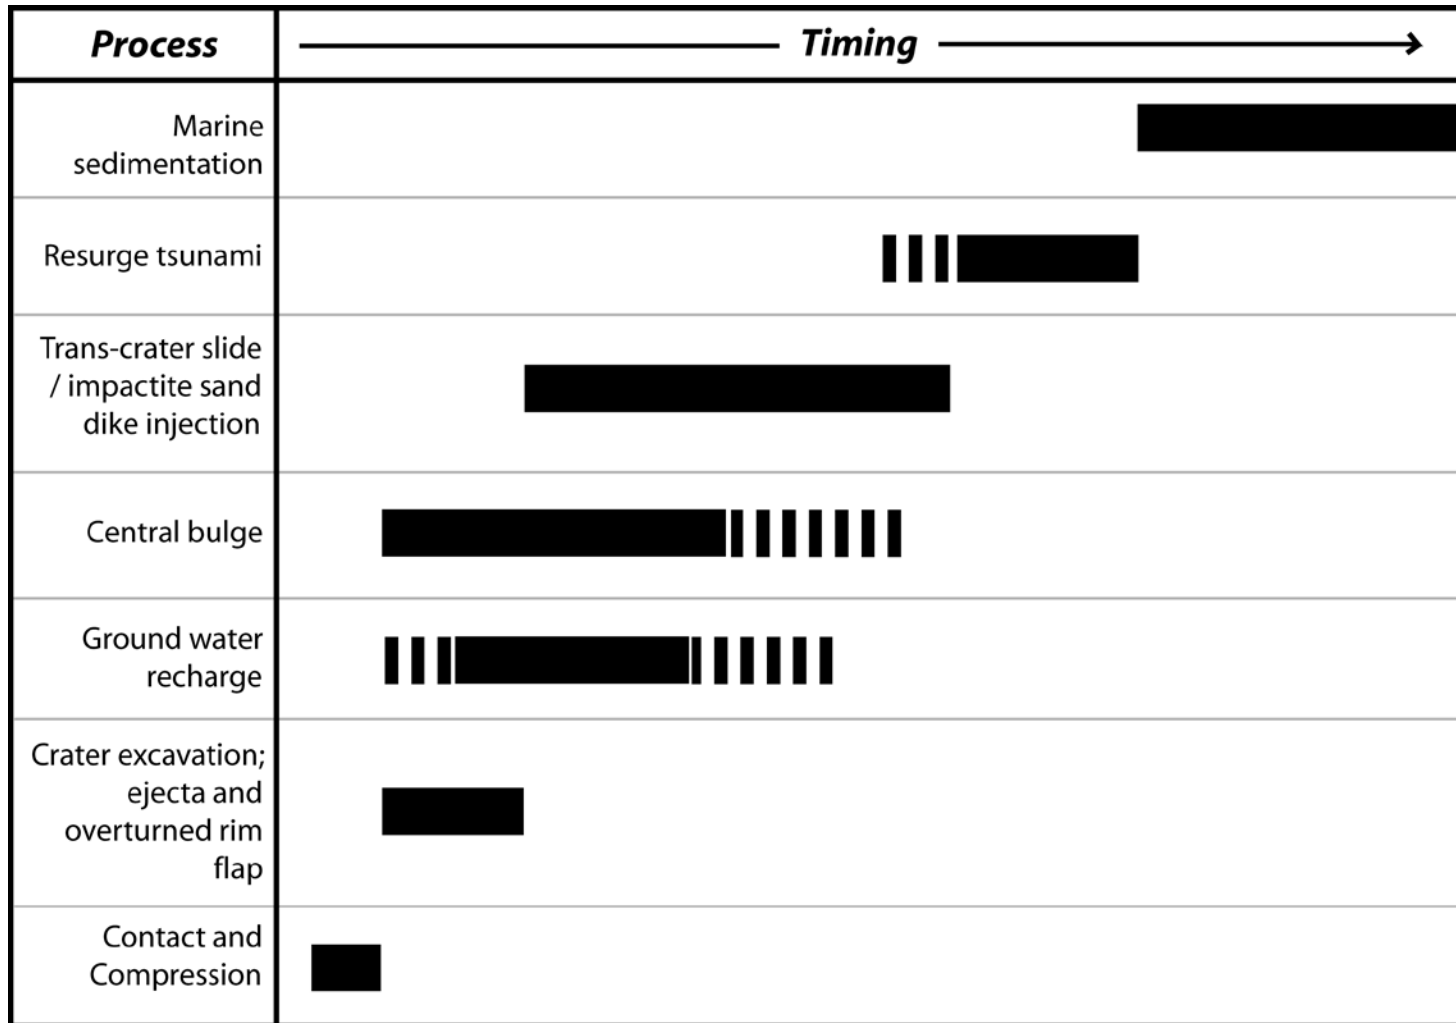 Process
Timing
Marine
sedimentation
Resurge tsunami
Trans-crater slide
/ impactite sand
dike injection
Central bulge
Ground water
recharge
Crater excavation;
ejecta and
overturned rim
flap
Contact and
Compression